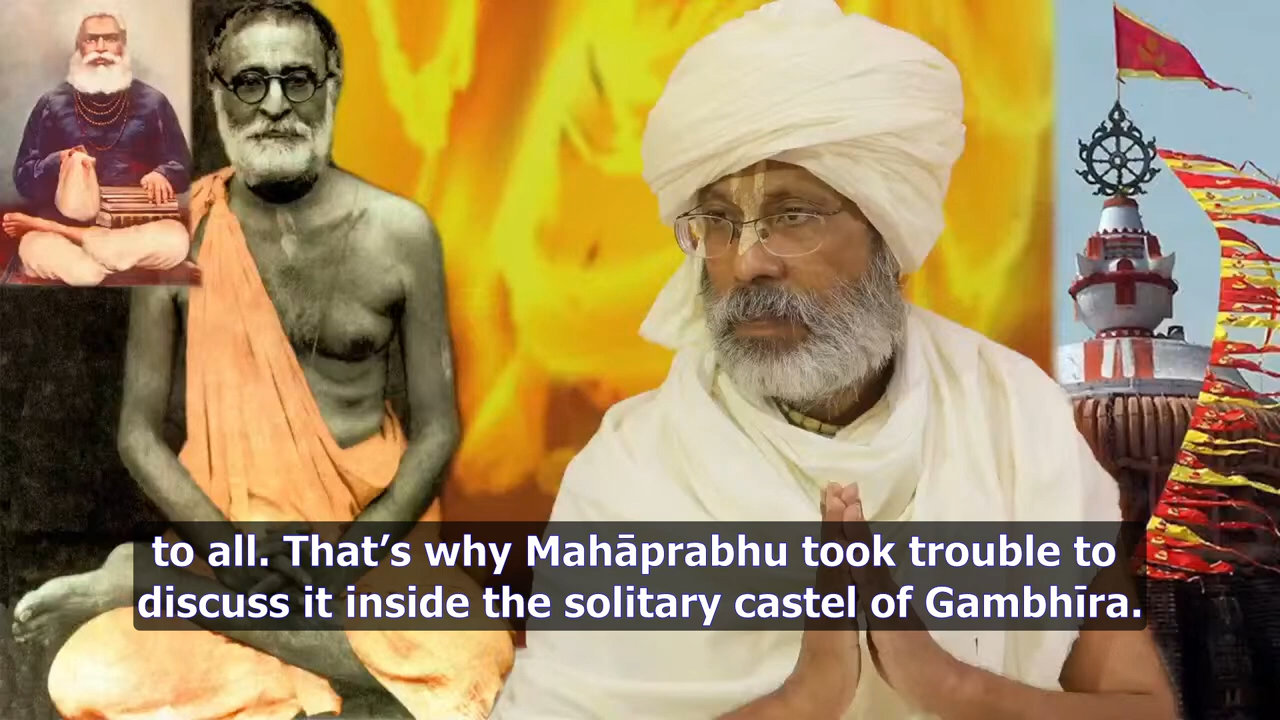 to all. That’s why Mahāprabhu took trouble to
discuss it inside the solitary castel of Gambhīra.